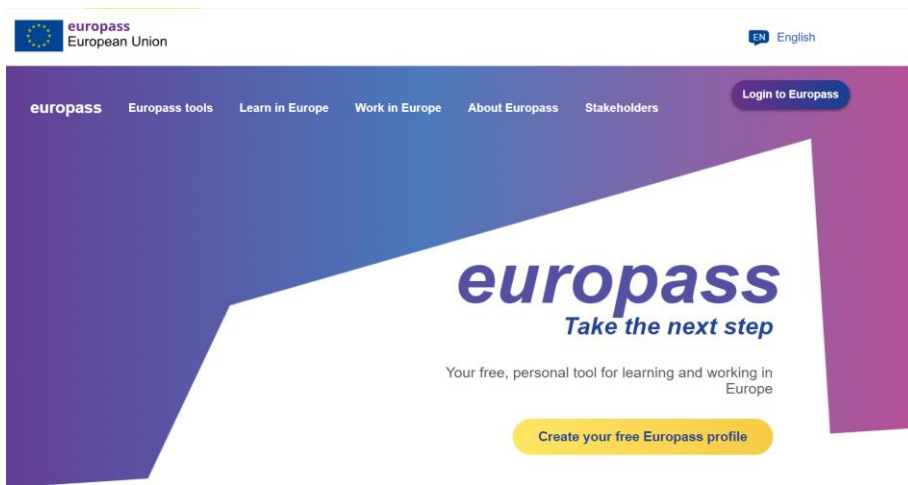 europass
European Union
EN English
europass Europass tools Learn in Europe Work in Europe About Europass Stakeholders Login to Europass
europass
Take the next step
Your free, personal tool for learning and working in
Europe
Create your free Europass profile